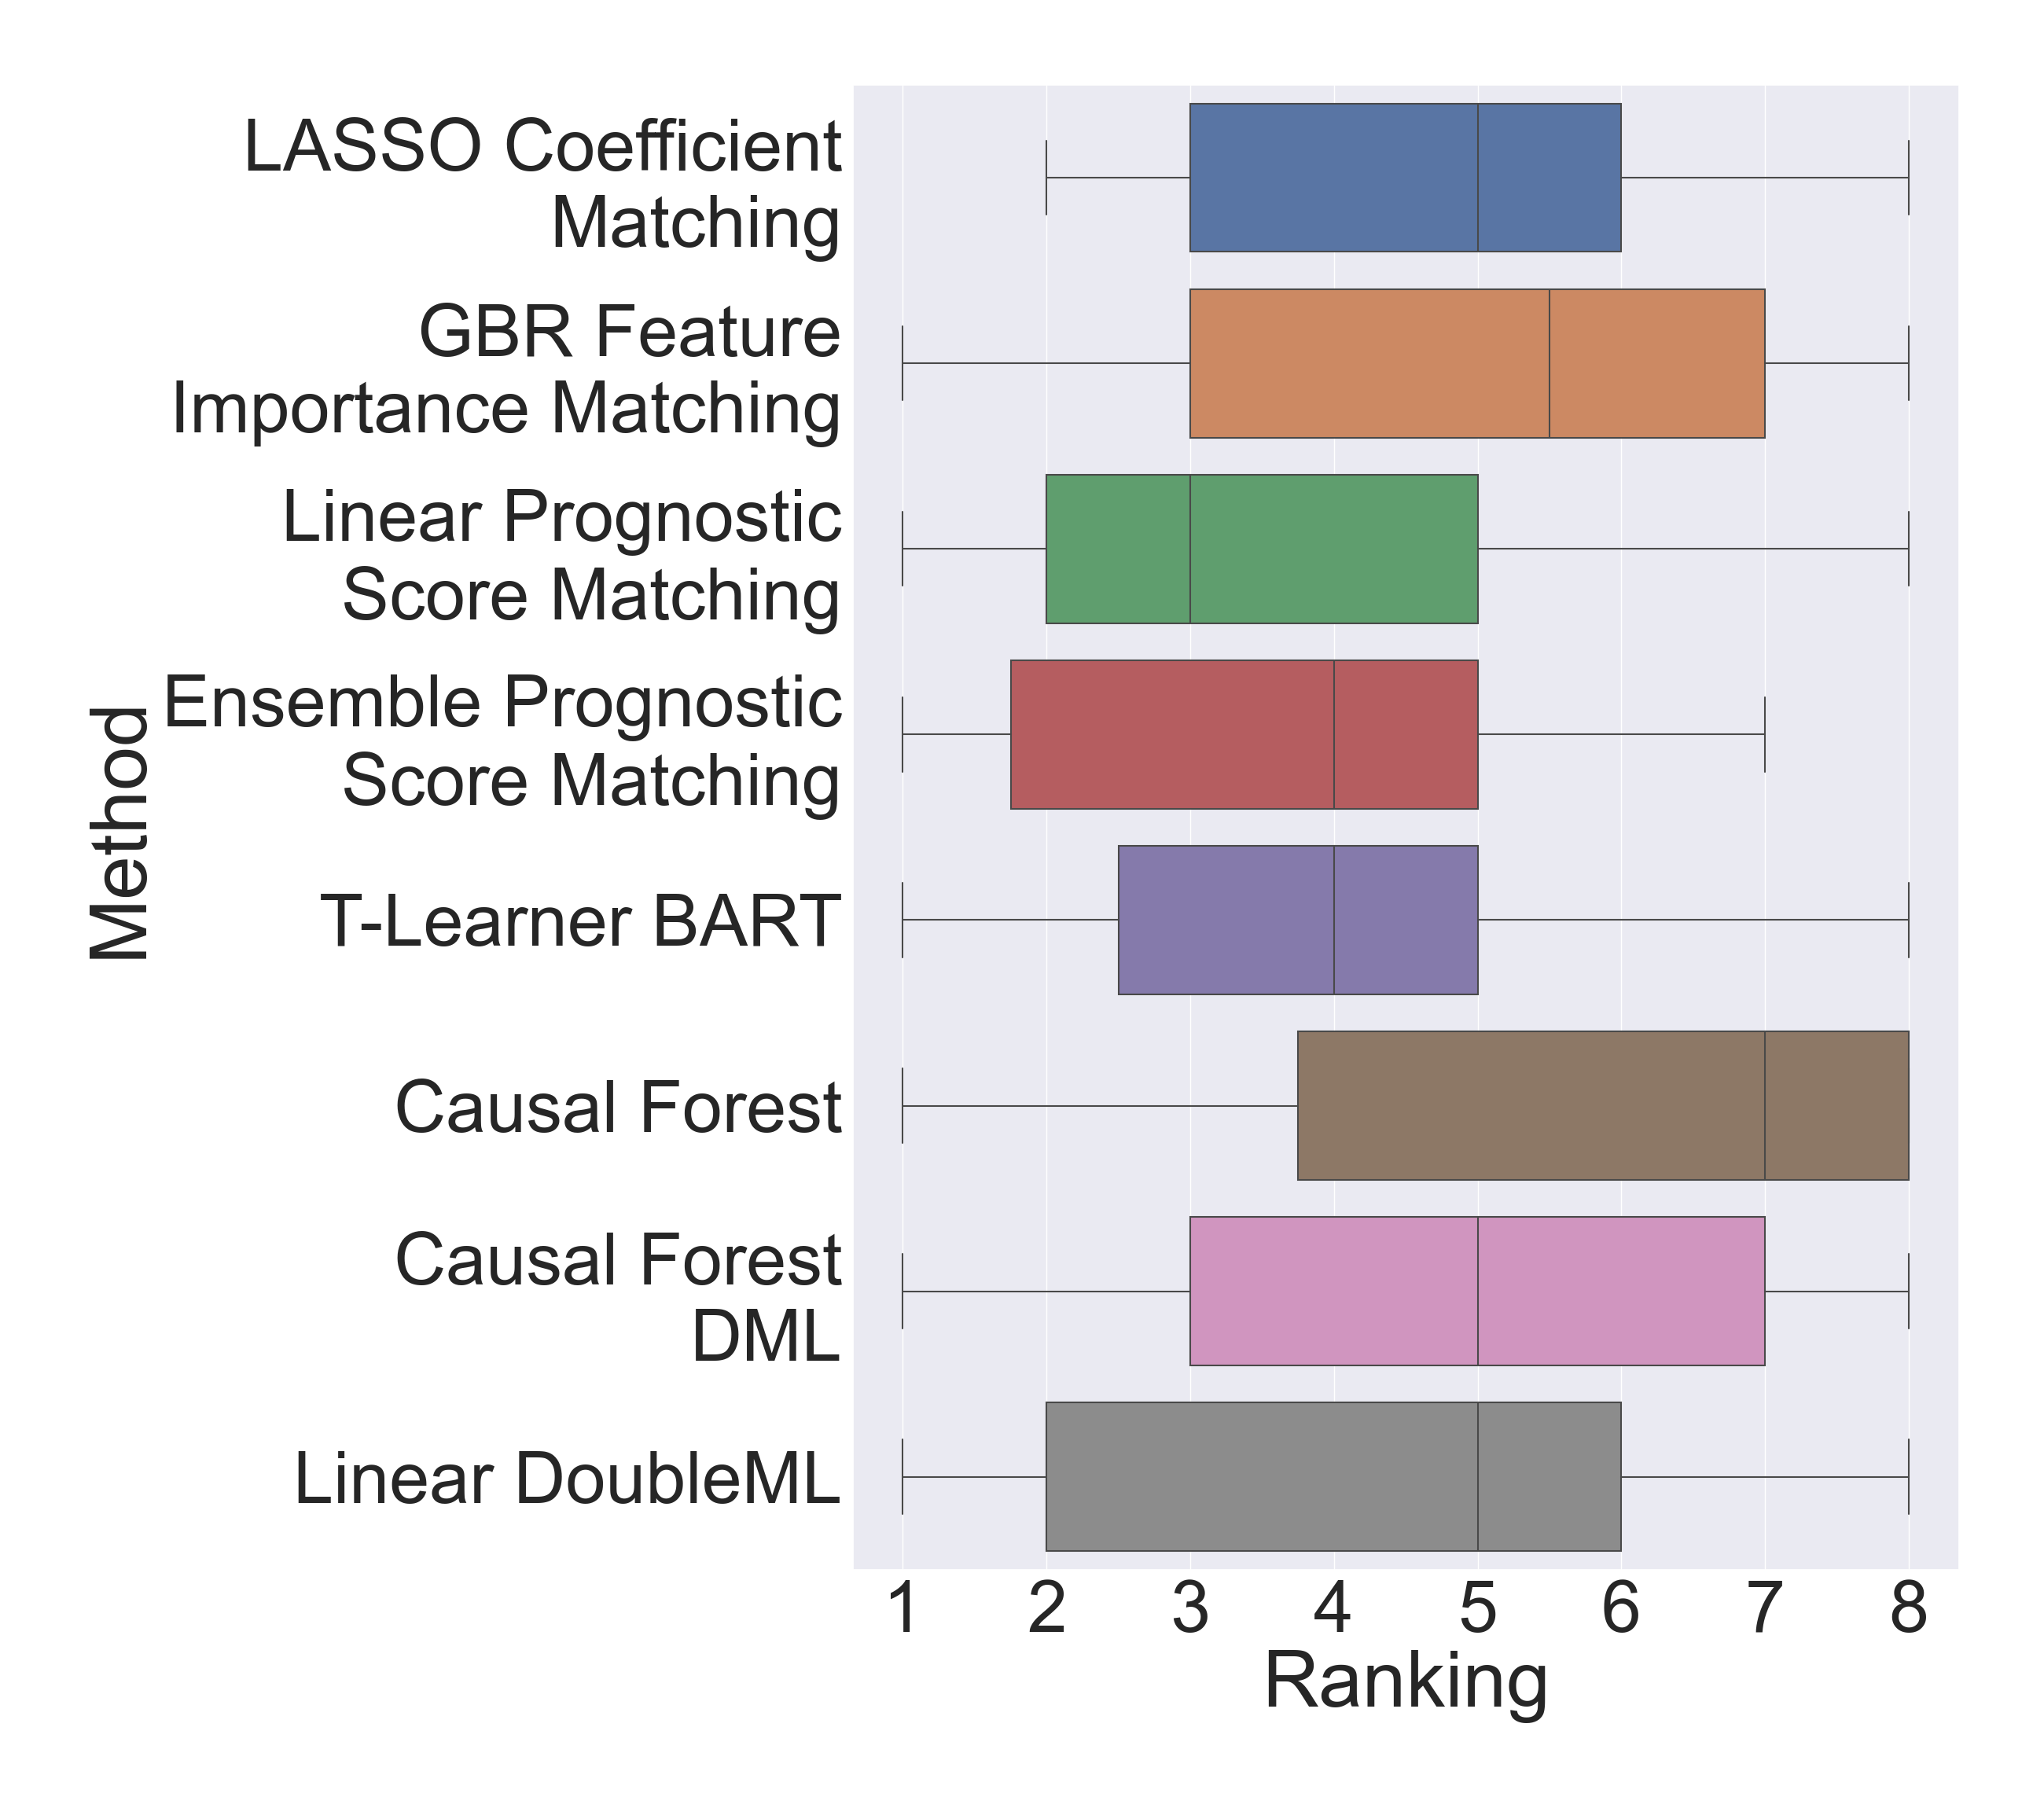 Method
LASSO Coefficient
Matching
GBR Feature
Importance Matching
Linear Prognostic
Score Matching
Ensemble Prognostic
Score Matching
T-Learner BART
Causal Forest
Causal Forest
DML
Linear DoubleML
1 2 3 4 5 6 7 8
Ranking